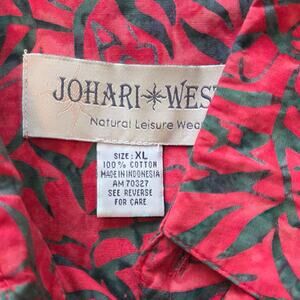 JOHARI✳WEST
Natural Leisure Wear
SIZE: XL
100% COTTON
MADE IN INDONESIA
AM 70327
SEE REVERSE
FOR CARE